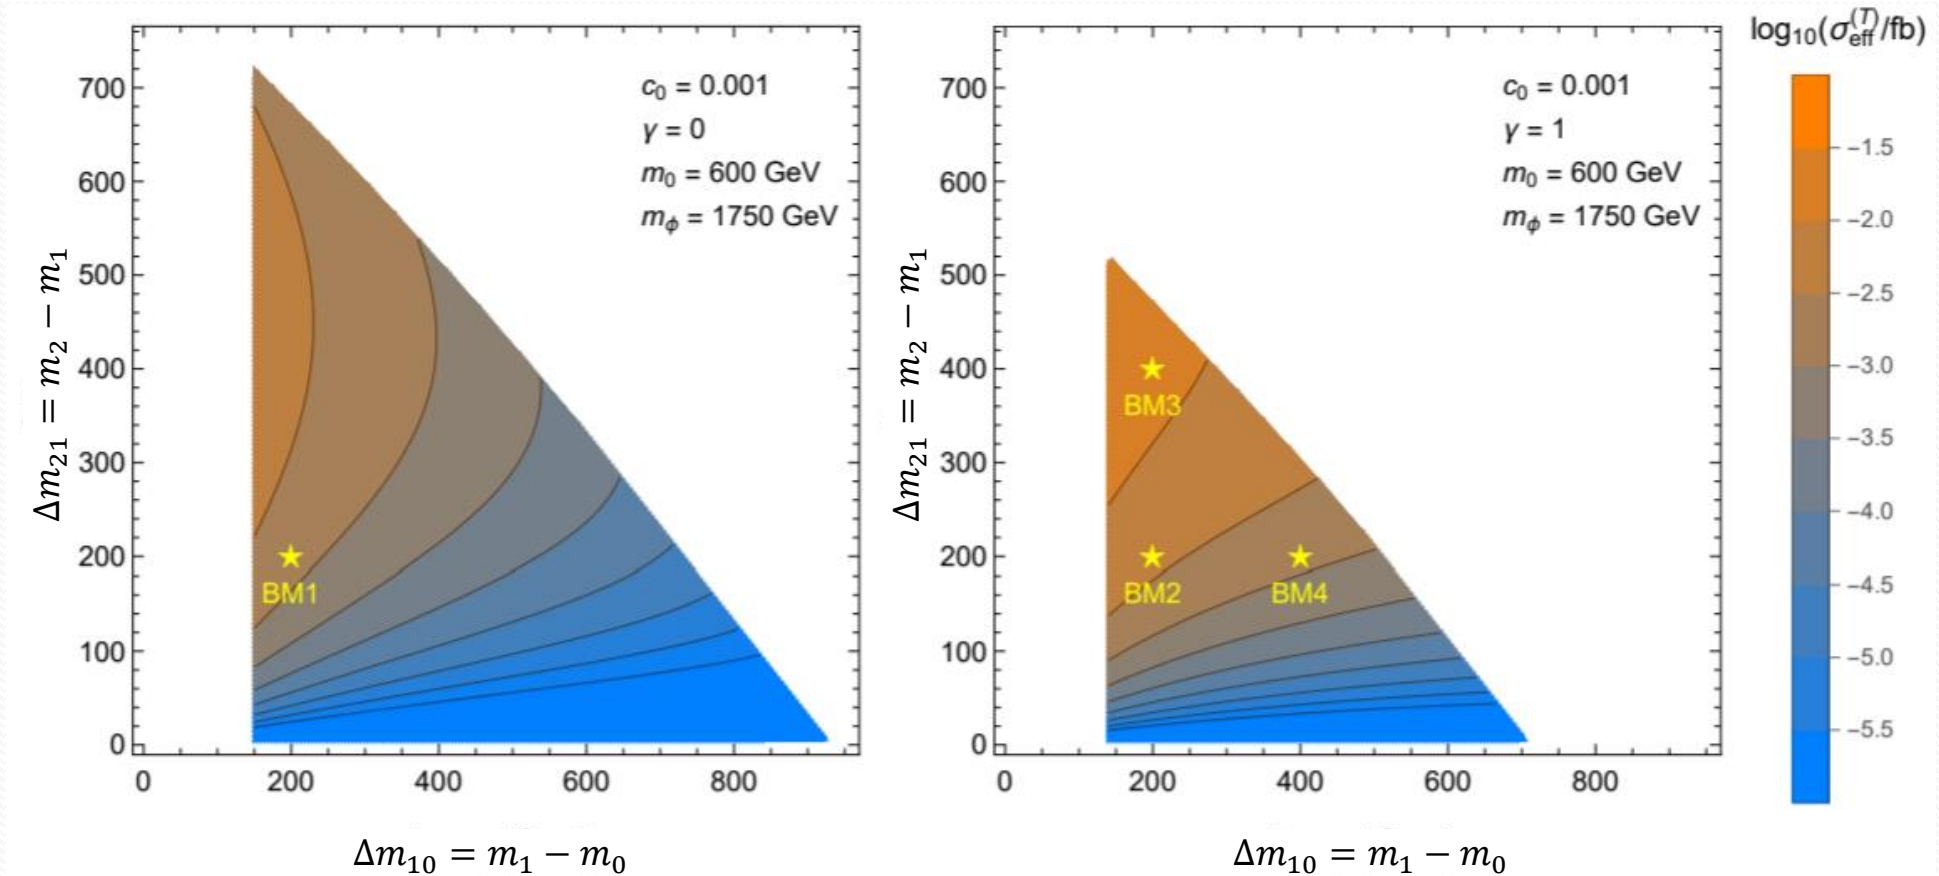 log₁₀(σ_eff^(T)/fb)
700
600
500
400
300
200
100
0
0
200
400
600
800
Δm₂₁ = m₂ − m₁
Δm₁₀ = m₁ − m₀
c₀ = 0.001
γ = 0
m₀ = 600 GeV
m_ϕ = 1750 GeV
BM1
700
600
500
400
300
200
100
0
0
200
400
600
800
Δm₂₁ = m₂ − m₁
Δm₁₀ = m₁ − m₀
c₀ = 0.001
γ = 1
m₀ = 600 GeV
m_ϕ = 1750 GeV
BM3
BM2
BM4
−1.5
−2.0
−2.5
−3.0
−3.5
−4.0
−4.5
−5.0
−5.5